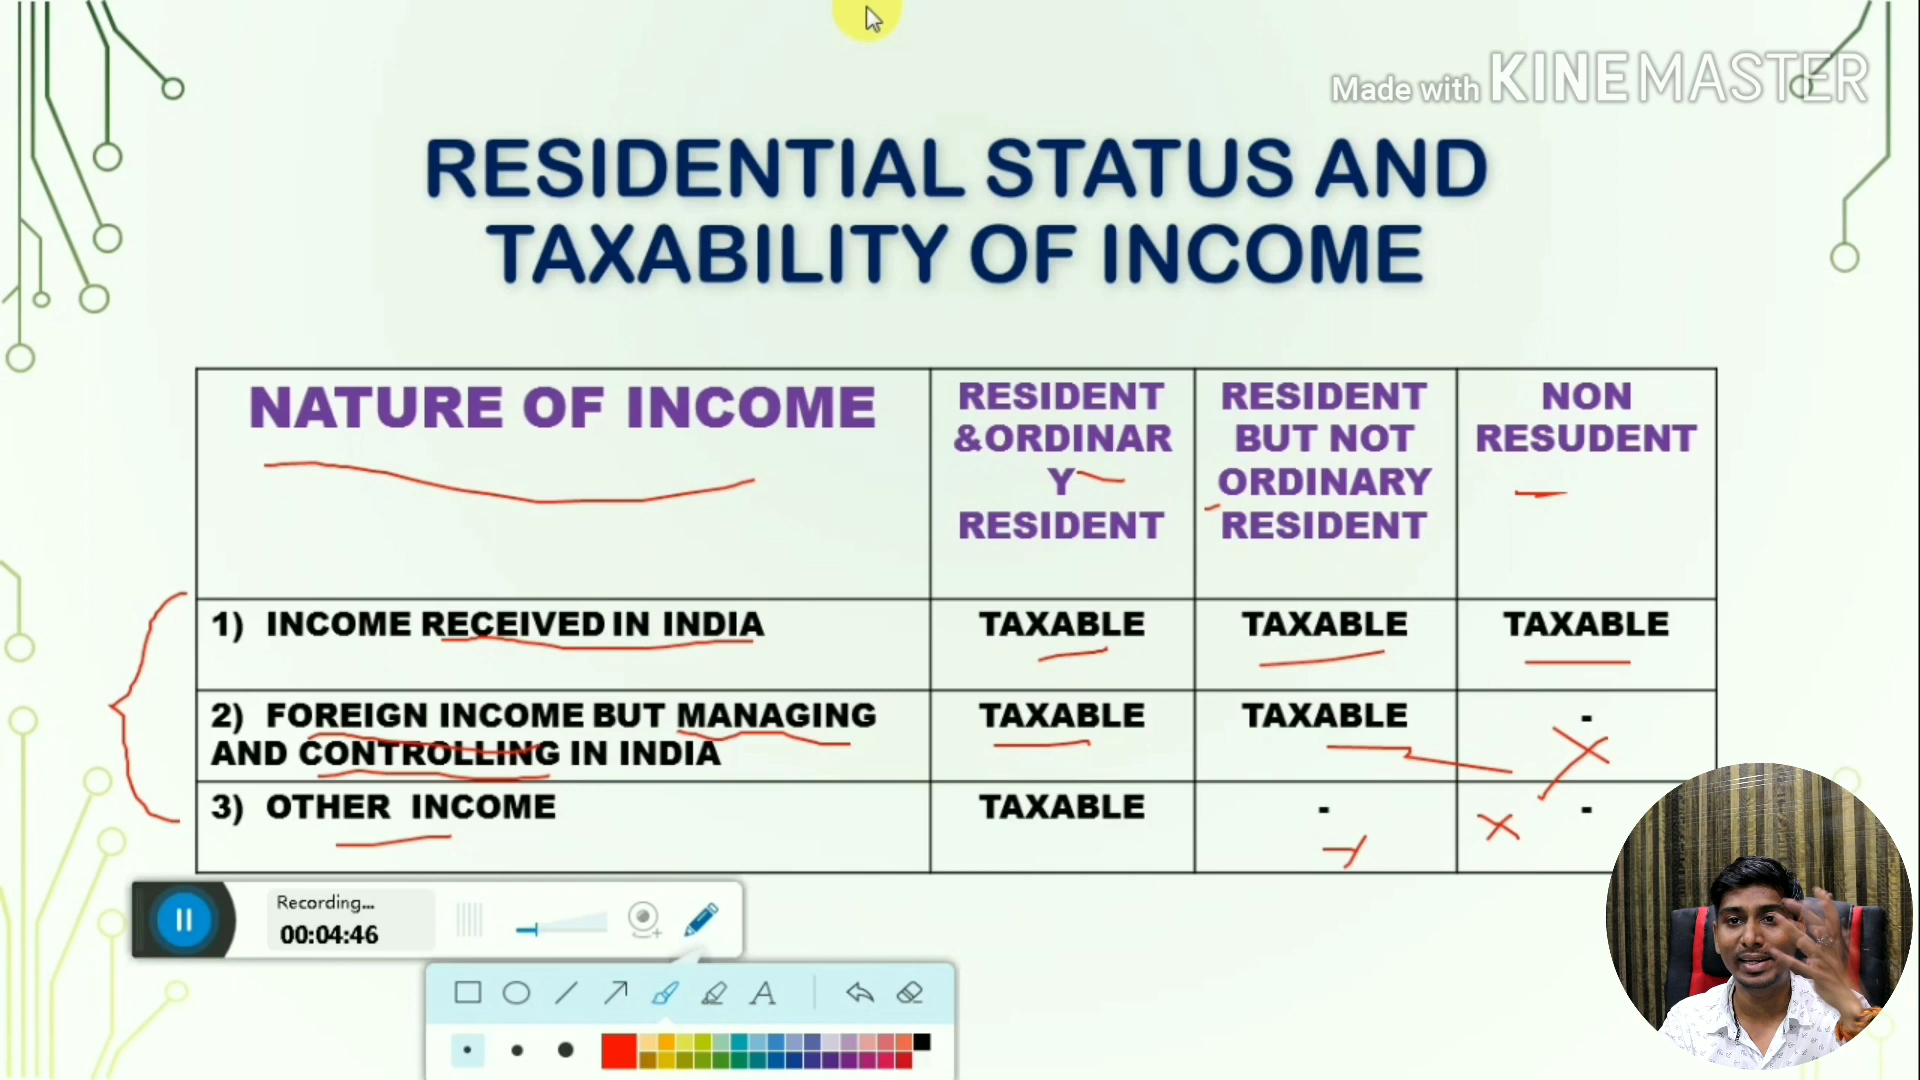 Made with KINEMASTER
RESIDENTIAL STATUS AND
TAXABILITY OF INCOME
NATURE OF INCOME
RESIDENT
&ORDINAR
Y
RESIDENT
RESIDENT
BUT NOT
ORDINARY
RESIDENT
NON
RESUDENT
1) INCOME RECEIVED IN INDIA
TAXABLE
TAXABLE
TAXABLE
2) FOREIGN INCOME BUT MANAGING
AND CONTROLLING IN INDIA
TAXABLE
TAXABLE
-
3) OTHER INCOME
TAXABLE
-
-
Recording...
00:04:46
A